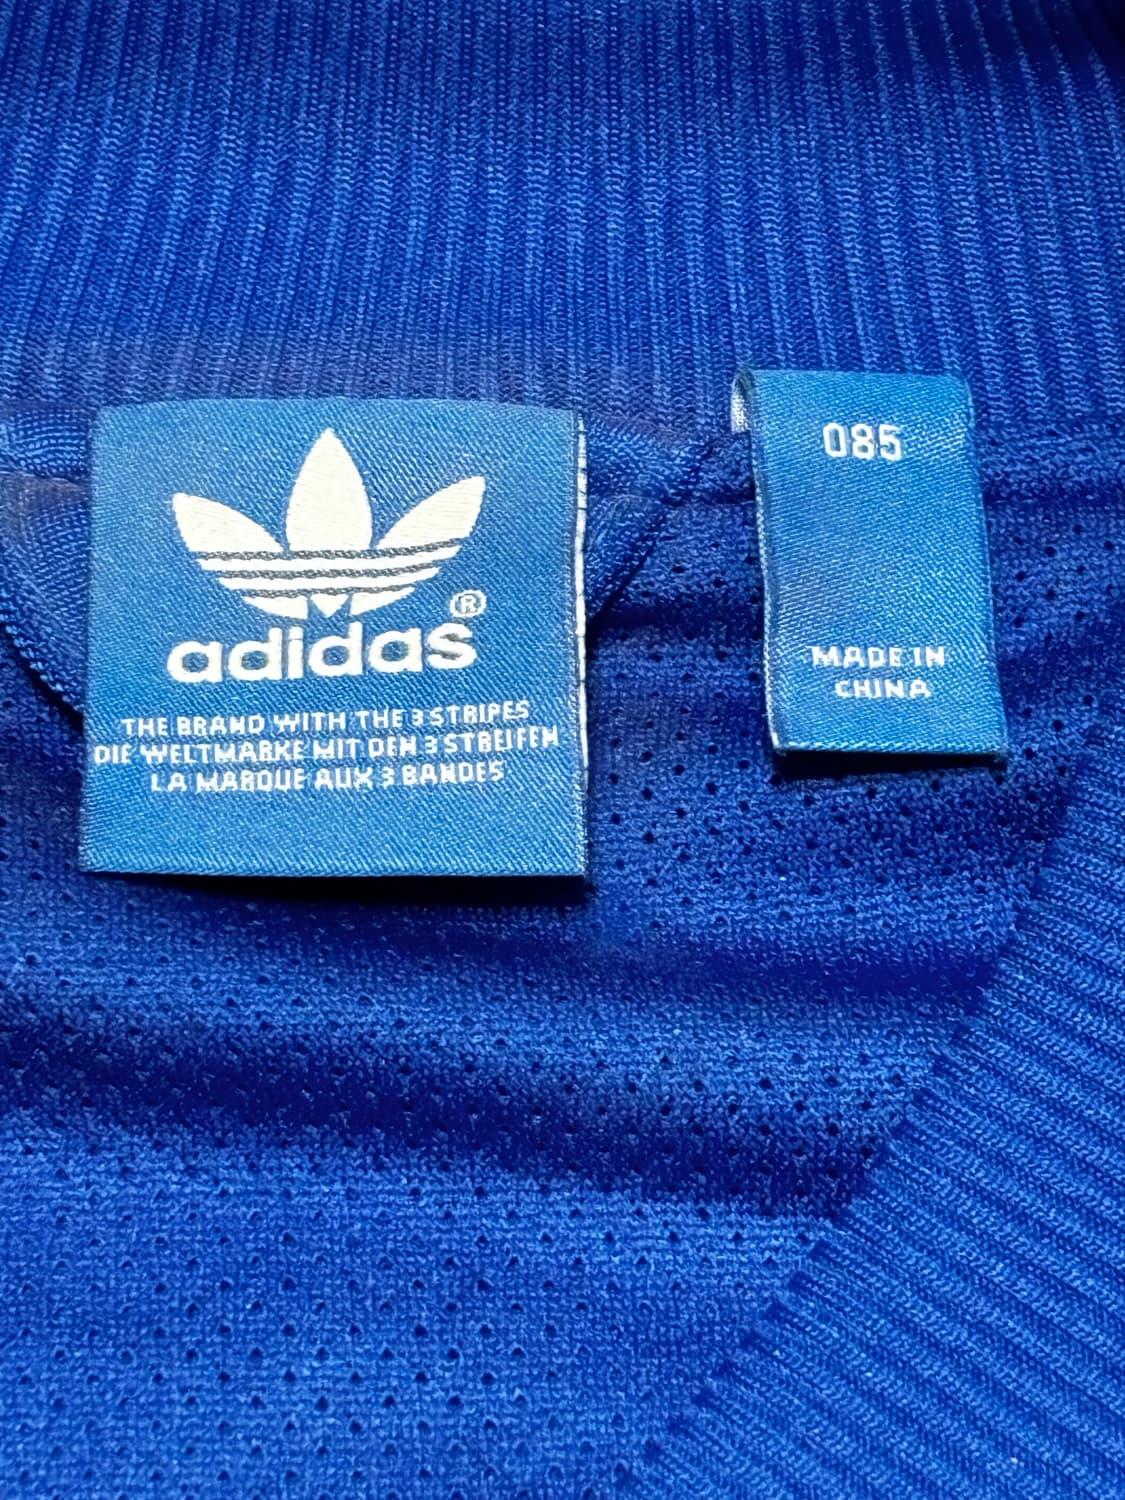 adidas®
THE BRAND WITH THE 3 STRIPES
DIE WELTMARKE MIT DEN 3 STREIFEN
LA MARQUE AUX 3 BANDES
085
MADE IN
CHINA